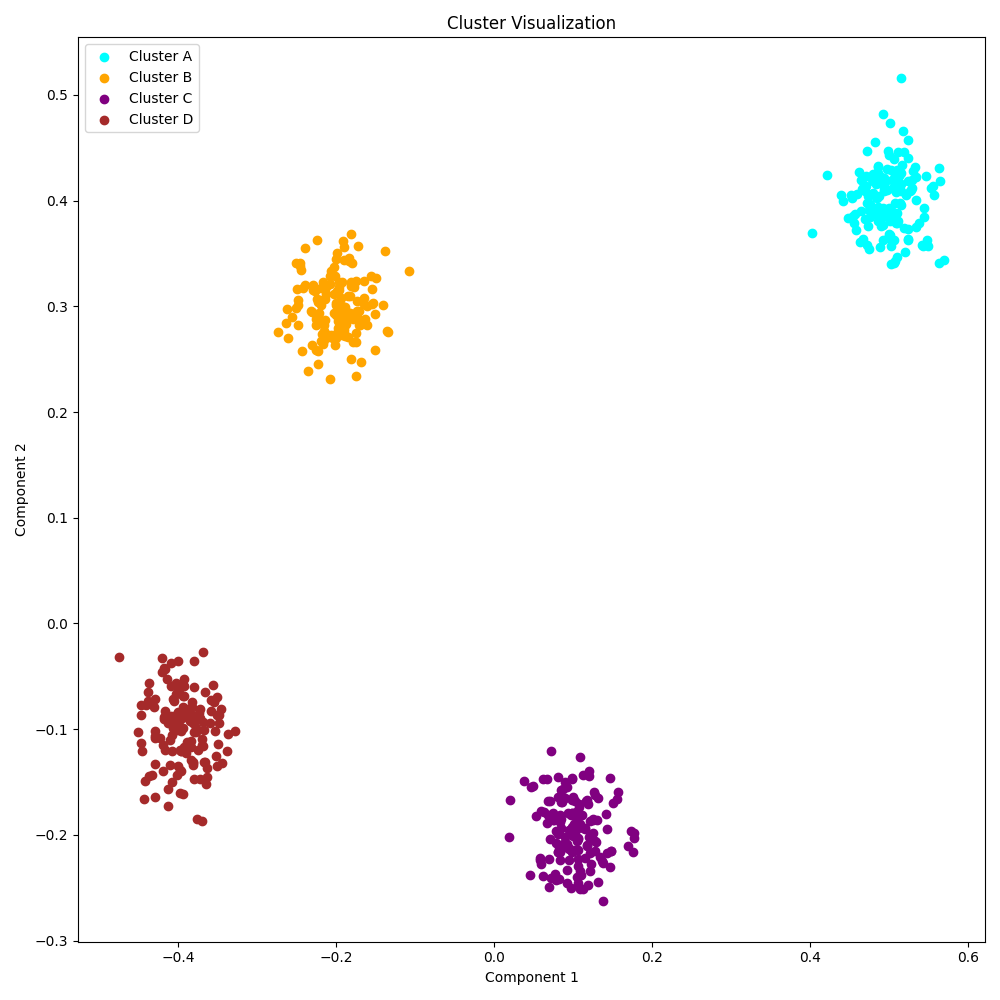 Cluster Visualization
Cluster A
Cluster B
Cluster C
Cluster D
0.5
0.4
0.3
0.2
0.1
0.0
−0.1
−0.2
−0.3
Component 2
−0.4 −0.2 0.0 0.2 0.4 0.6
Component 1